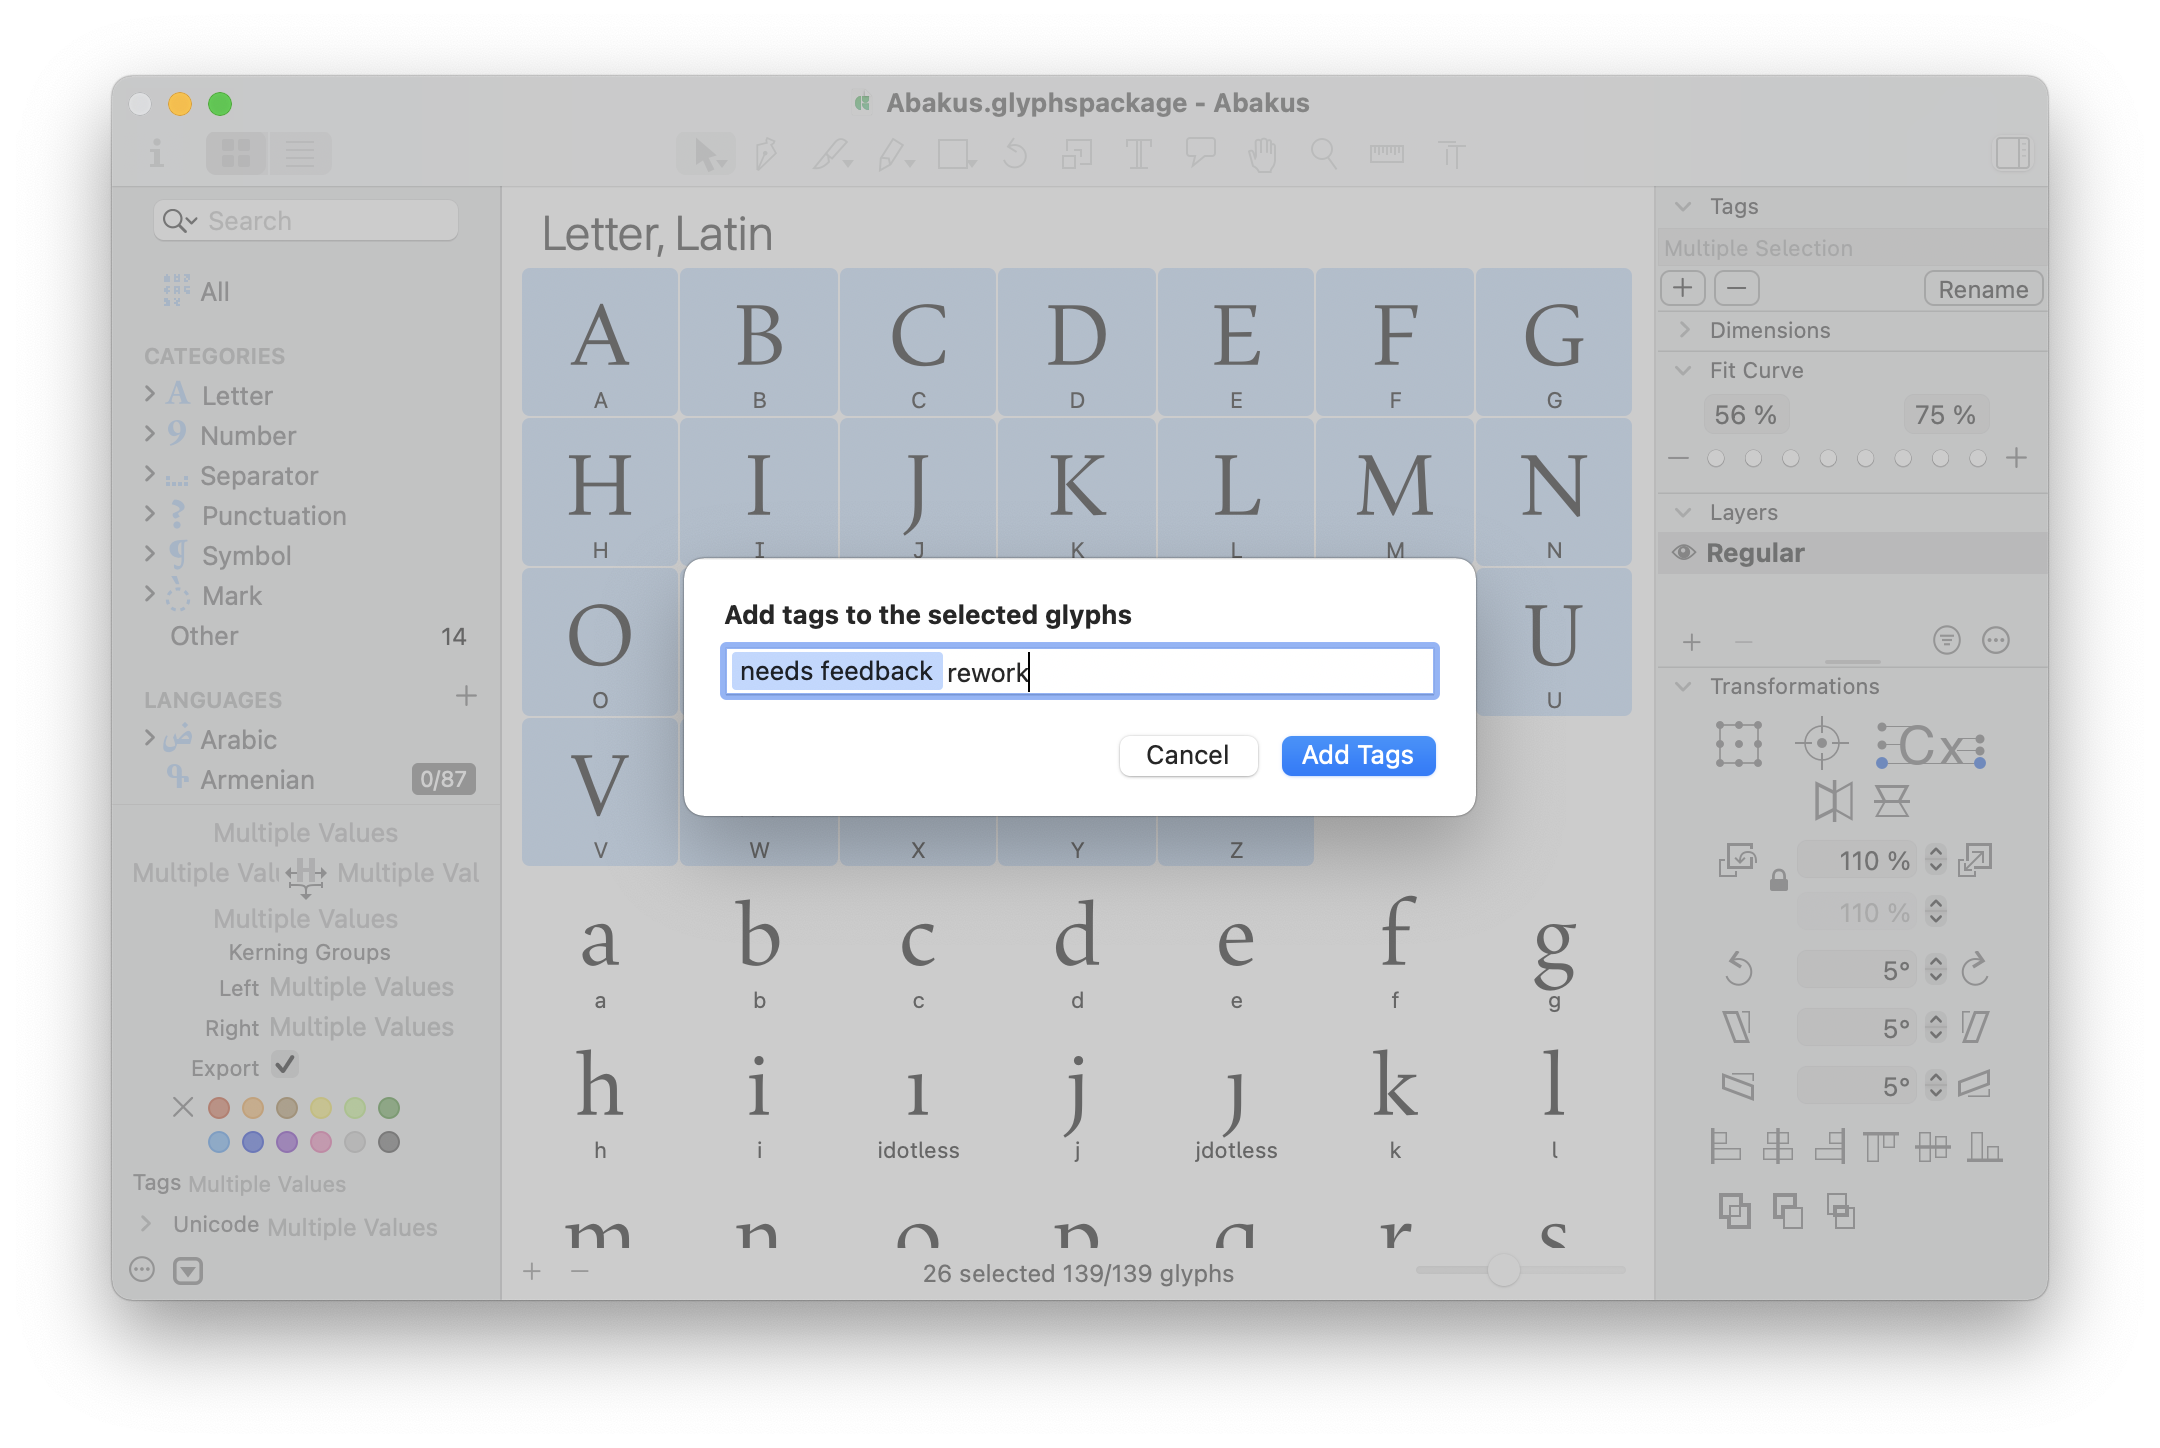 Abakus.glyphspackage - Abakus
Search
All
CATEGORIES
Letter
Number
Separator
Punctuation
Symbol
Mark
Other 14
LANGUAGES
Arabic
Armenian 0/87
Multiple Values
Multiple Valu Multiple Val
Multiple Values
Kerning Groups
Left Multiple Values
Right Multiple Values
Export
Tags Multiple Values
Unicode Multiple Values
Letter, Latin
A B C D E F G
A B C D E F G
H I J K L M N
H I J K L M N
O U
O U
V
V W X Y Z
a b c d e f g
a b c d e f g
h i ı j ȷ k l
h i idotless j jdotless k l
m n o p q r s
26 selected 139/139 glyphs
Add tags to the selected glyphs
needs feedback rework
Cancel Add Tags
Tags
Multiple Selection
Rename
Dimensions
Fit Curve
56 % 75 %
Layers
Regular
Transformations
Cx
110 %
110 %
5°
5°
5°